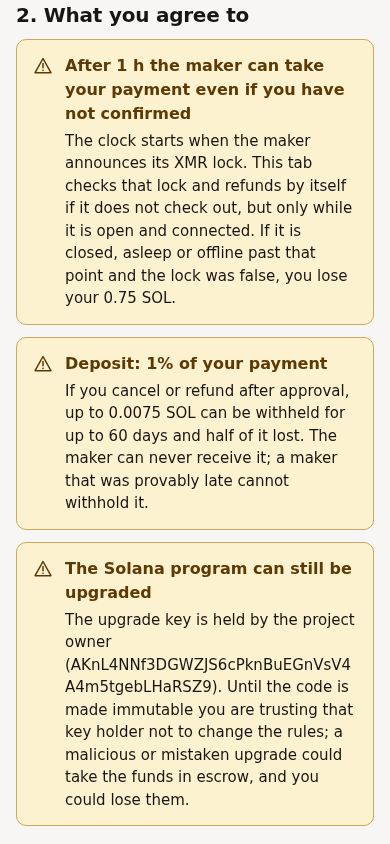 2. What you agree to
After 1 h the maker can take
your payment even if you have
not confirmed
The clock starts when the maker
announces its XMR lock. This tab
checks that lock and refunds by itself
if it does not check out, but only while
it is open and connected. If it is
closed, asleep or offline past that
point and the lock was false, you lose
your 0.75 SOL.
Deposit: 1% of your payment
If you cancel or refund after approval,
up to 0.0075 SOL can be withheld for
up to 60 days and half of it lost. The
maker can never receive it; a maker
that was provably late cannot
withhold it.
The Solana program can still be
upgraded
The upgrade key is held by the project
owner
(AKnL4NNf3DGWZJS6cPknBuEGnVsV4
A4m5tgebLHaRSZ9). Until the code is
made immutable you are trusting that
key holder not to change the rules; a
malicious or mistaken upgrade could
take the funds in escrow, and you
could lose them.